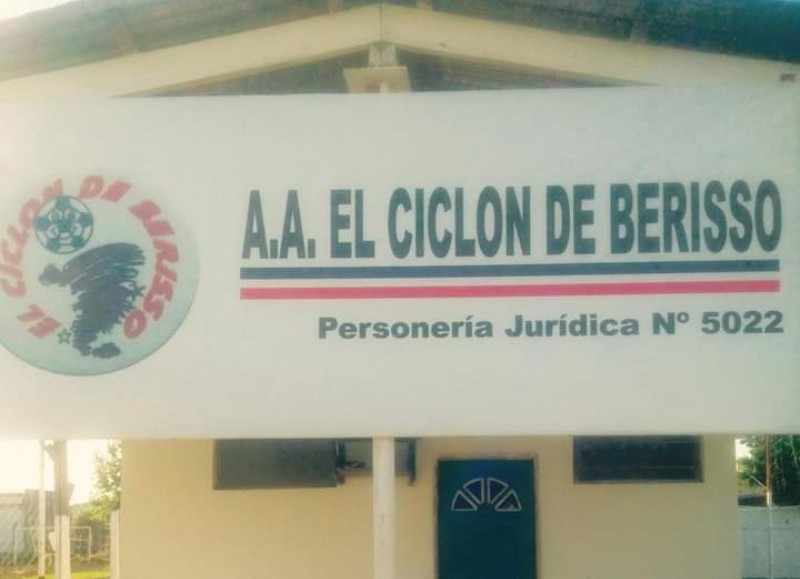 EL CICLON DE BERISSO
A.A. EL CICLON DE BERISSO
Personería Jurídica Nº 5022